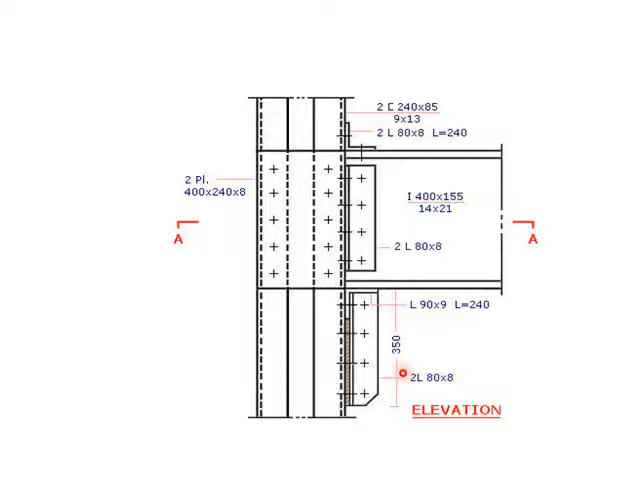 2 [ 240x85
9x13
2 L 80x8 L=240
2 Pl.
400x240x8
I 400x155
14x21
A
A
2 L 80x8
L 90x9 L=240
350
2L 80x8
ELEVATION